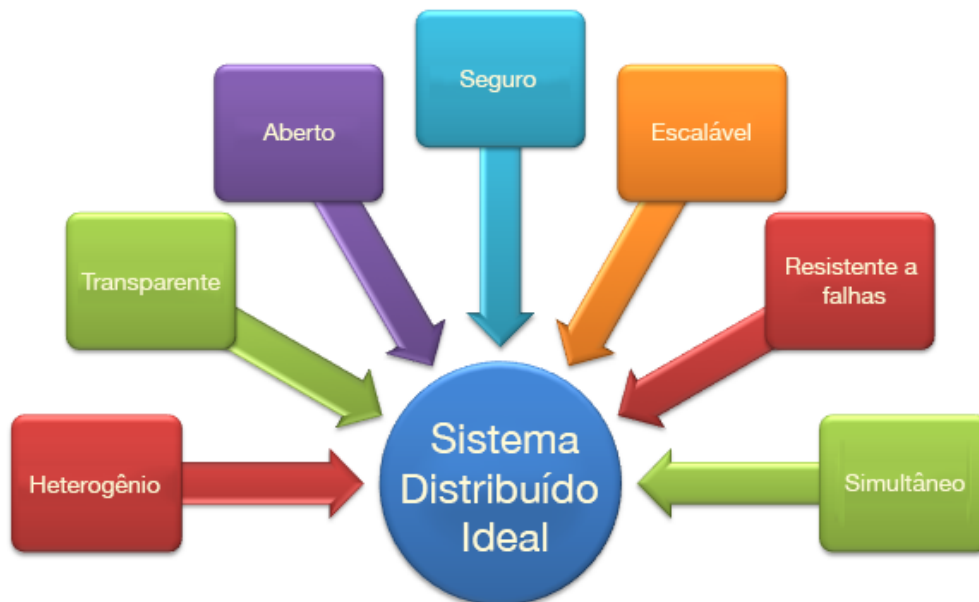 Seguro
Aberto
Escalável
Transparente
Resistente a
falhas
Heterogênio
Sistema
Distribuído
Ideal
Simultâneo